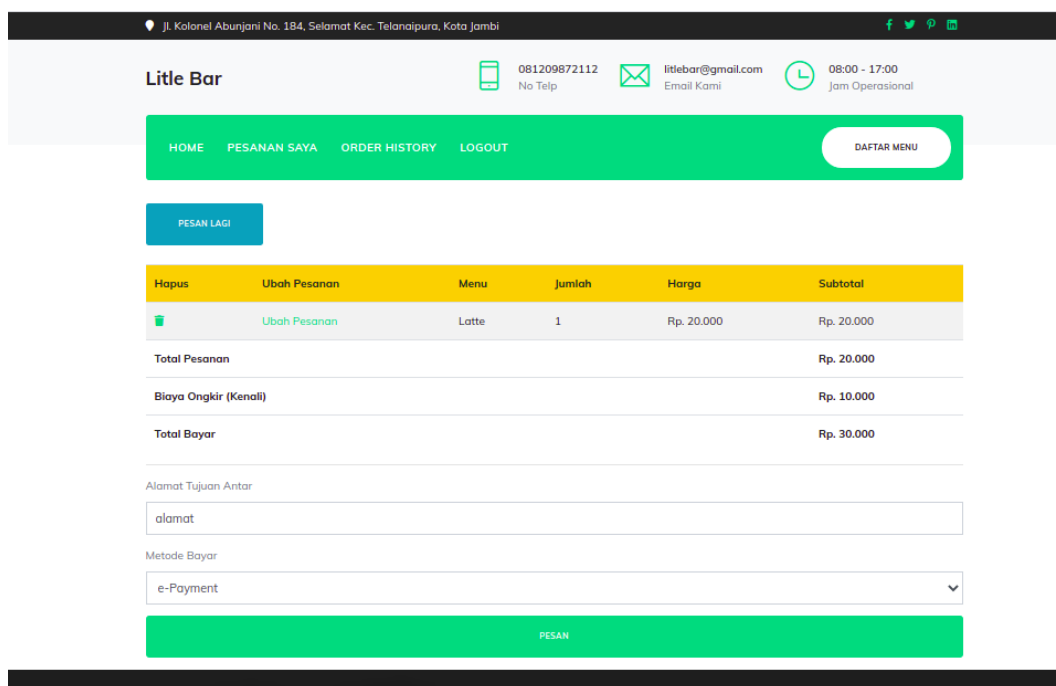 Jl. Kolonel Abunjani No. 184, Selamat Kec. Telanaipura, Kota Jambi
Litle Bar
081209872112
No Telp
litlebar@gmail.com
Email Kami
08:00 - 17:00
Jam Operasional
HOME PESANAN SAYA ORDER HISTORY LOGOUT DAFTAR MENU
PESAN LAGI
Hapus Ubah Pesanan Menu Jumlah Harga Subtotal
Ubah Pesanan Latte 1 Rp. 20.000 Rp. 20.000
Total Pesanan Rp. 20.000
Biaya Ongkir (Kenali) Rp. 10.000
Total Bayar Rp. 30.000
Alamat Tujuan Antar
alamat
Metode Bayar
e-Payment
PESAN